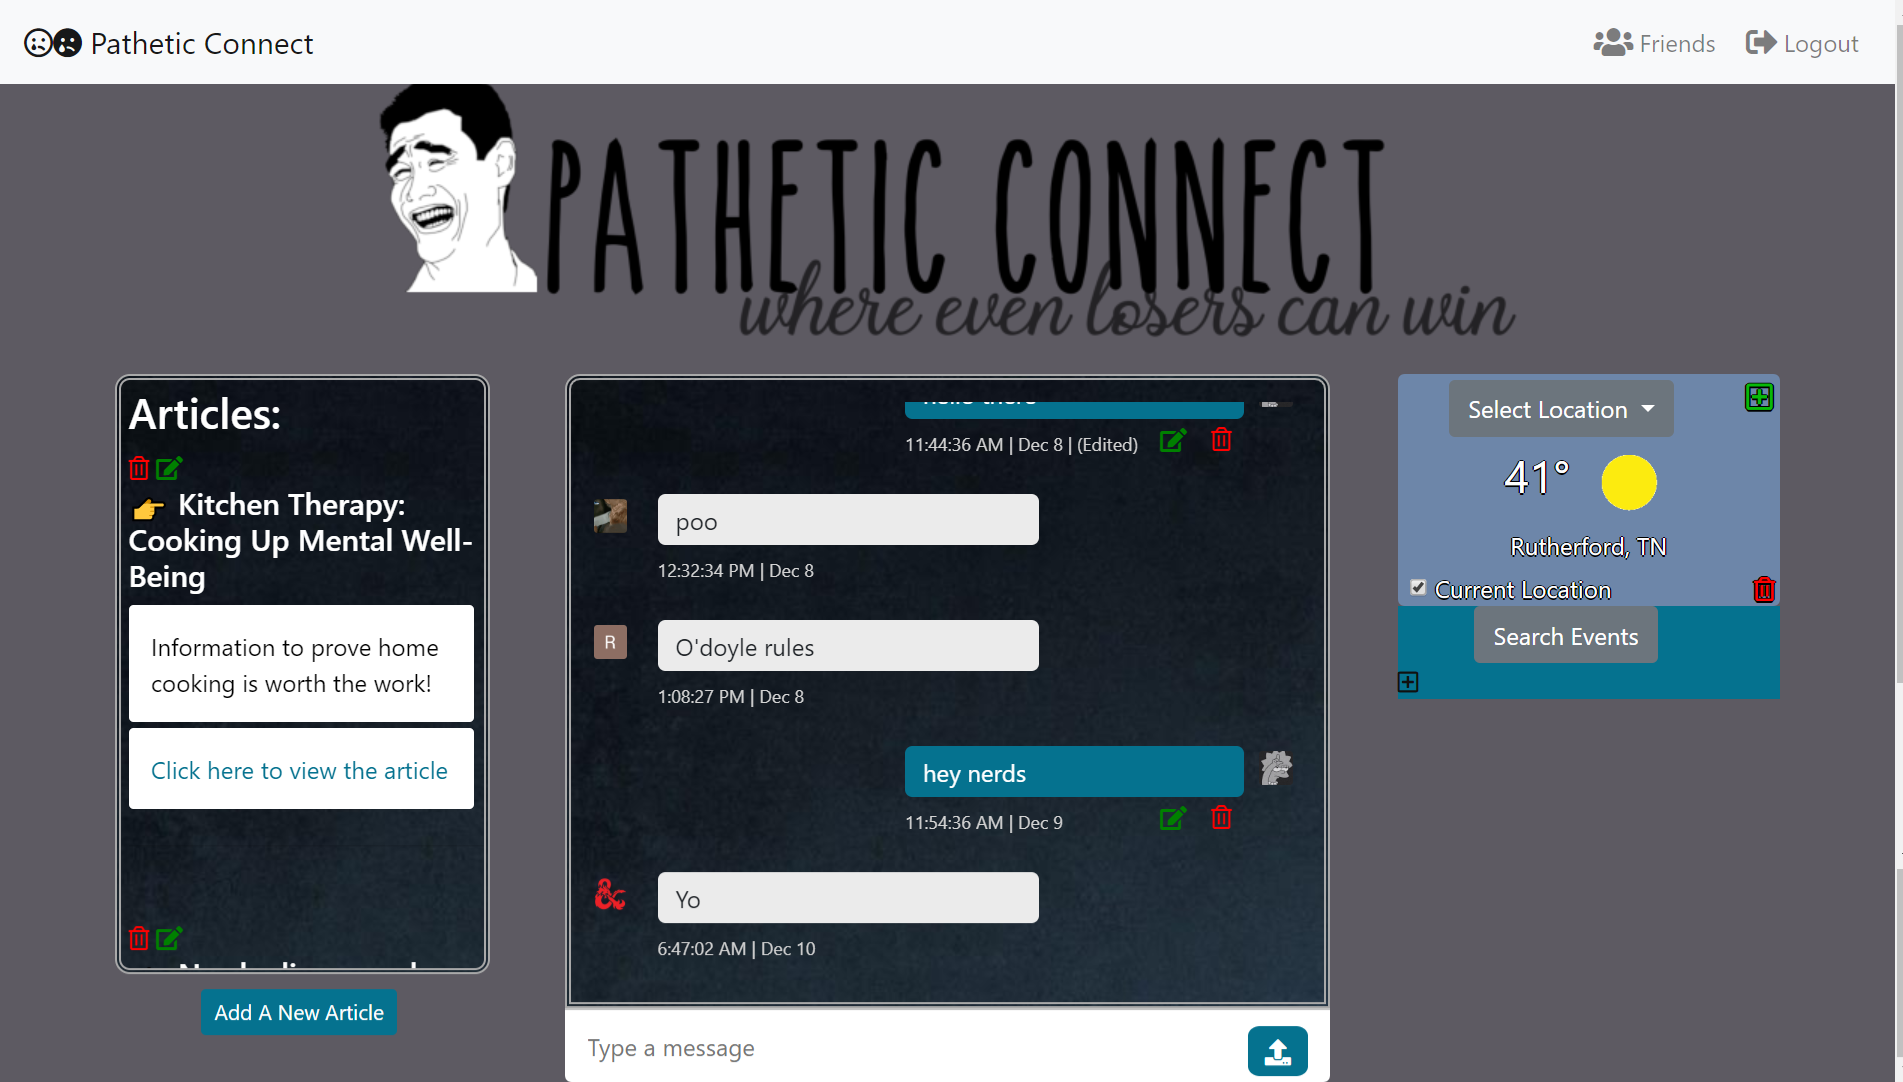 Pathetic Connect
Friends
Logout
PATHETIC CONNECT
where even losers can win
Articles:
👉 Kitchen Therapy:
Cooking Up Mental Well-
Being
Information to prove home
cooking is worth the work!
Click here to view the article
Add A New Article
11:44:36 AM | Dec 8 | (Edited)
poo
12:32:34 PM | Dec 8
R
O'doyle rules
1:08:27 PM | Dec 8
hey nerds
11:54:36 AM | Dec 9
&
Yo
6:47:02 AM | Dec 10
Type a message
Select Location
41°
Rutherford, TN
Current Location
Search Events